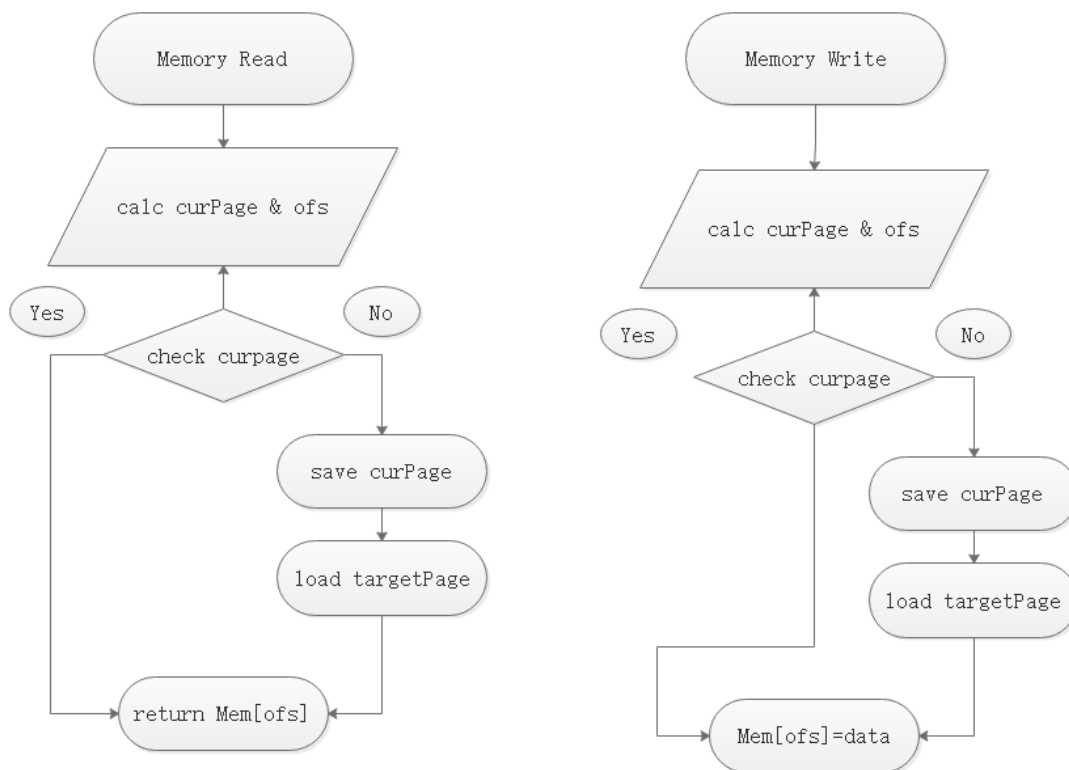 Memory Read
calc curPage & ofs
Yes
No
check curpage
save curPage
load targetPage
return Mem[ofs]
Memory Write
calc curPage & ofs
Yes
No
check curpage
save curPage
load targetPage
Mem[ofs]=data